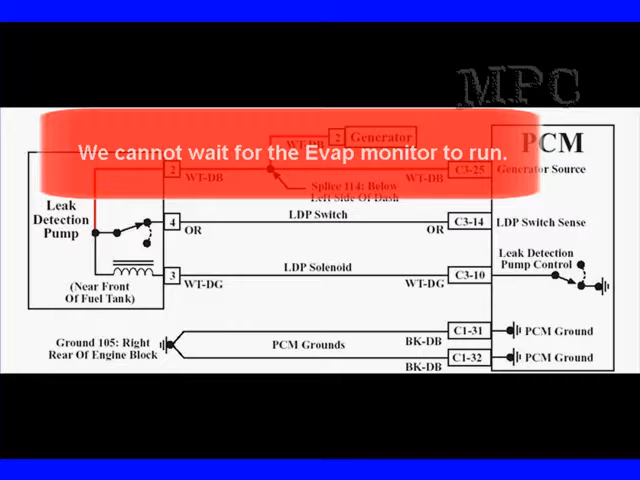 MPC
We cannot wait for the Evap monitor to run.
WT-DB 2 Generator
PCM
2 WT-DB
WT-DB C3-25 Generator Source
Splice 114: Below
Left Side Of Dash
Leak
Detection
Pump
4 OR LDP Switch OR C3-14 LDP Switch Sense
Leak Detection
Pump Control
3 WT-DG LDP Solenoid WT-DG C3-10
(Near Front
Of Fuel Tank)
Ground 105: Right
Rear Of Engine Block
PCM Grounds
BK-DB C1-31 PCM Ground
BK-DB C1-32 PCM Ground